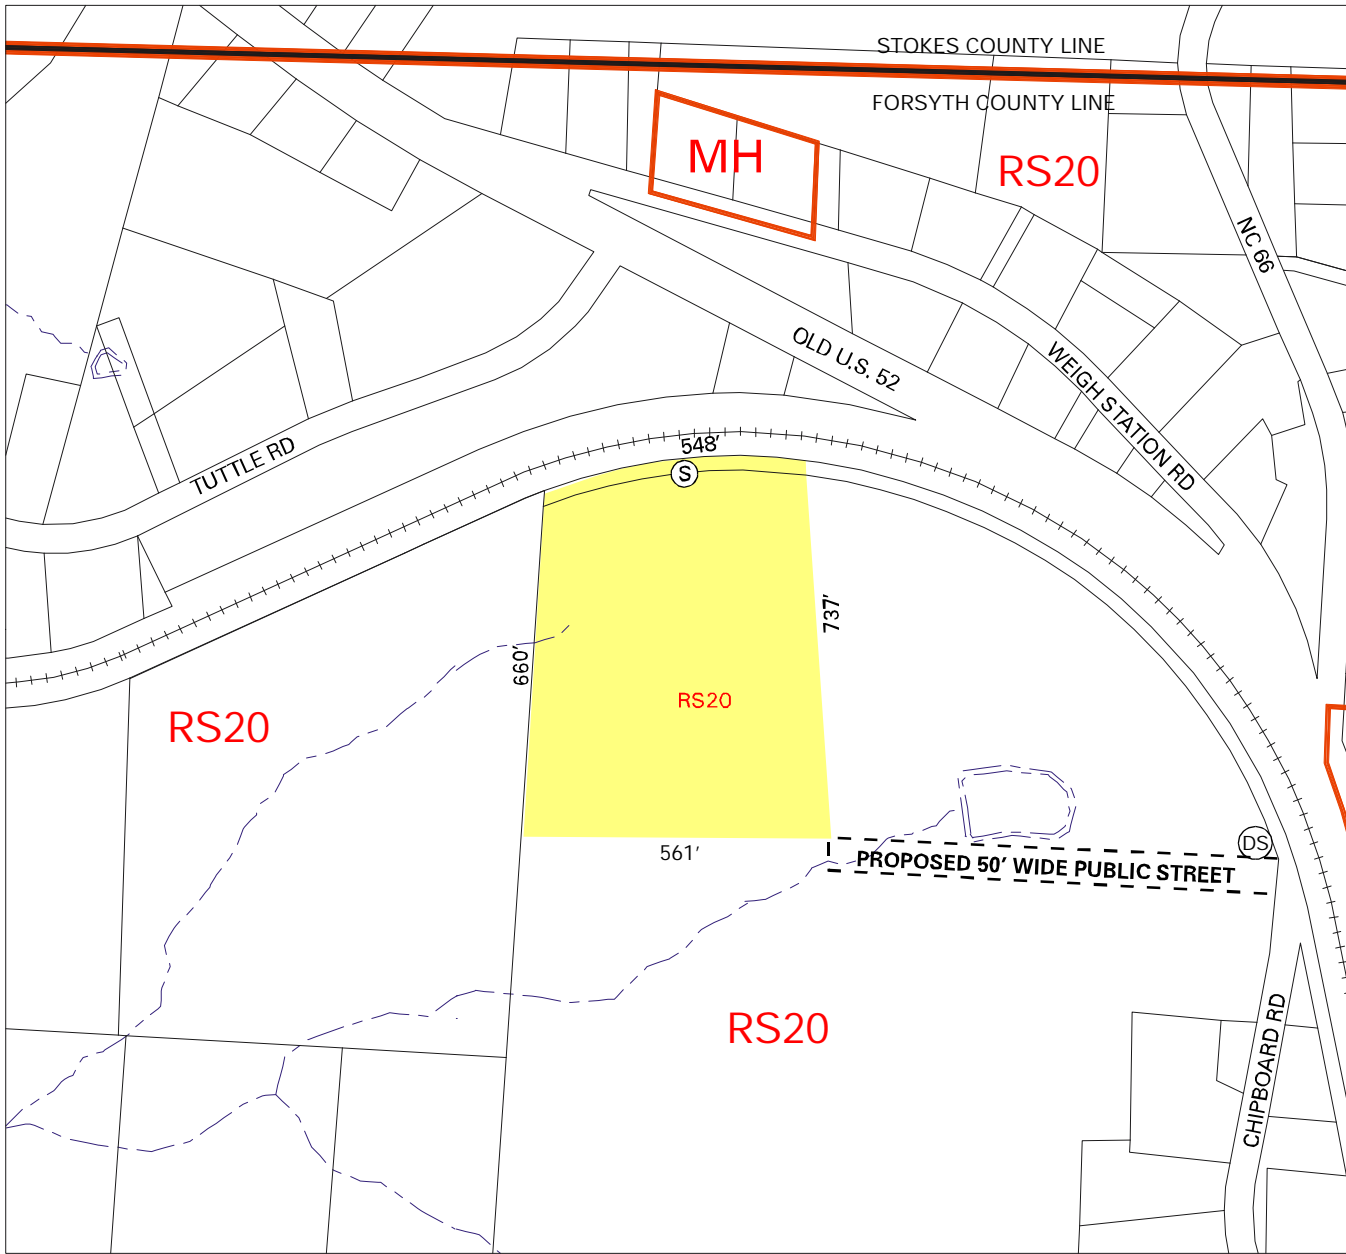 STOKES COUNTY LINE
FORSYTH COUNTY LINE
MH
RS20
NC 66
OLD U.S. 52
WEIGH STATION RD
TUTTLE RD
548'
S
737'
660'
RS20
RS20
561'
DS
PROPOSED 50' WIDE PUBLIC STREET
RS20
CHIPBOARD RD